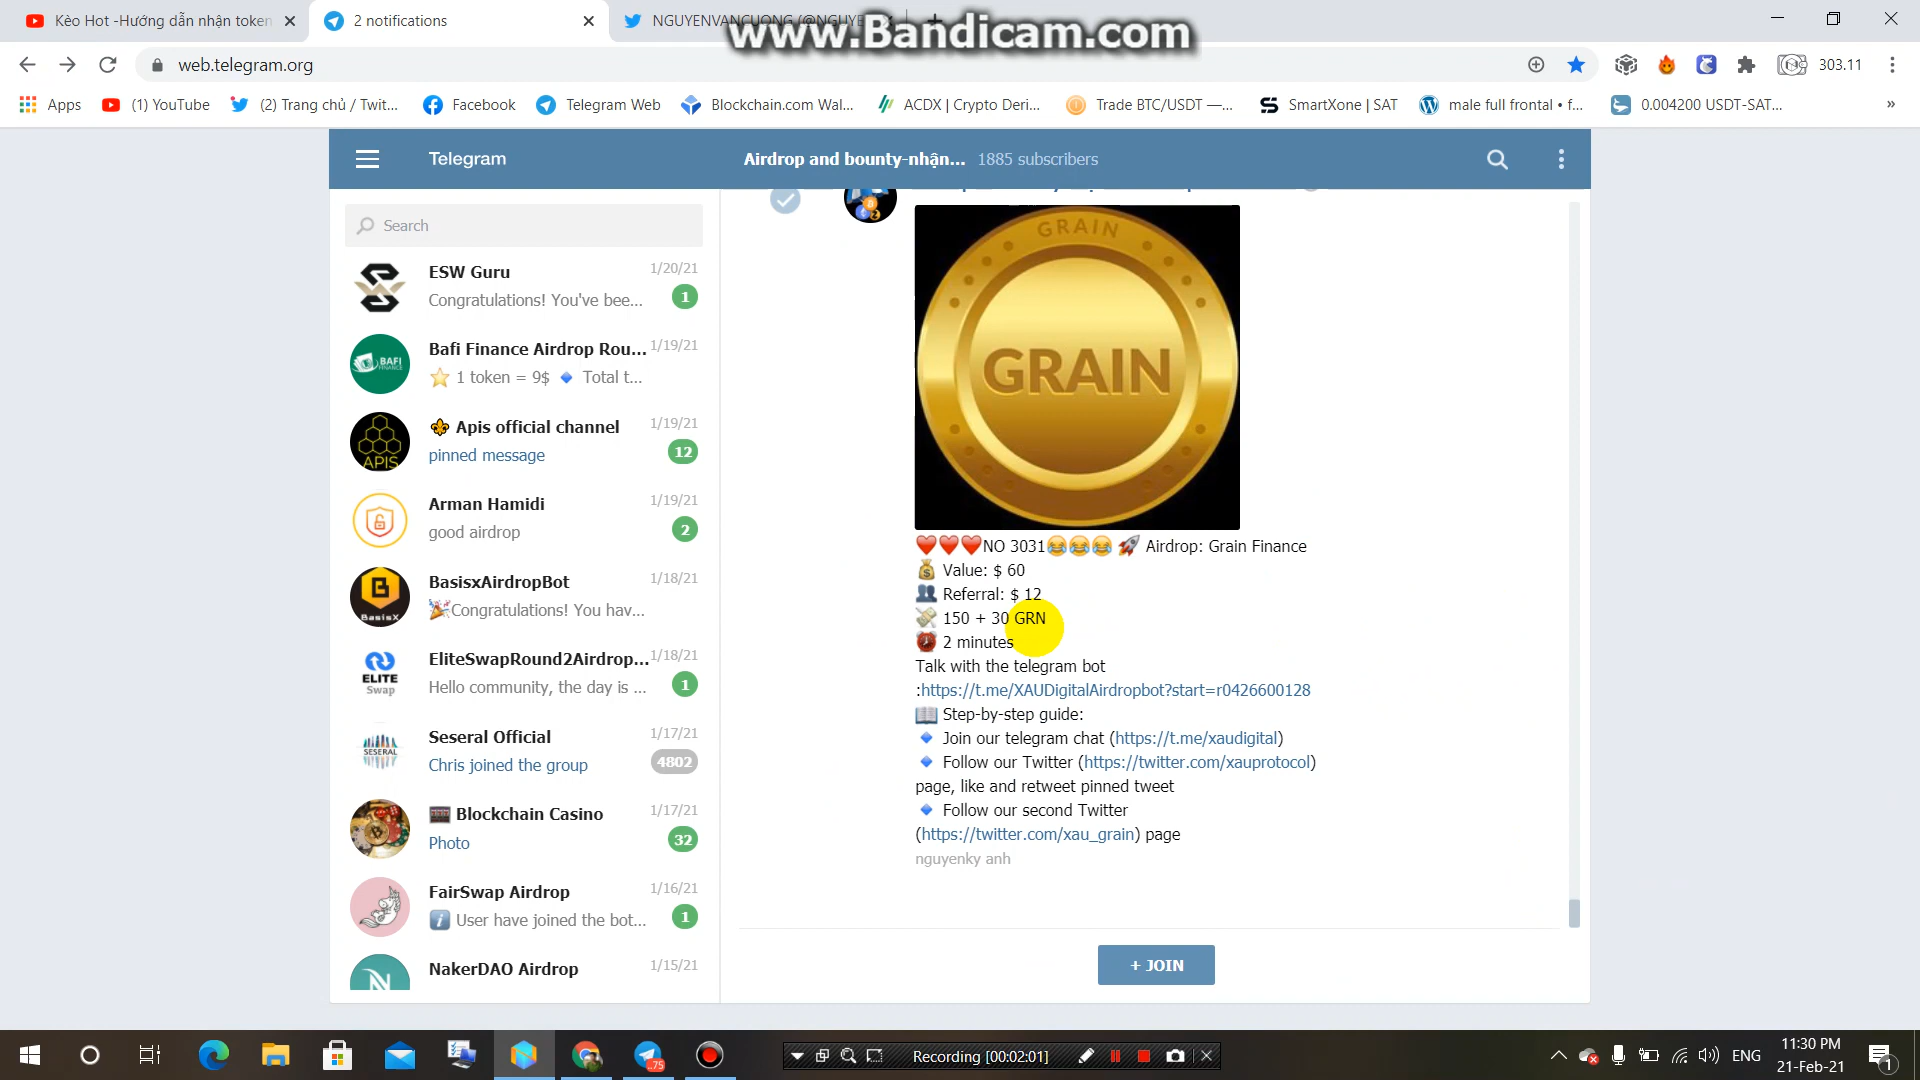 Kèo Hot -Hướng dẫn nhận token
2 notifications
NGUYENVANCUONG (@NGUYE
www.Bandicam.com
web.telegram.org
303.11
Apps
(1) YouTube
(2) Trang chủ / Twit...
Facebook
Telegram Web
Blockchain.com Wal...
ACDX | Crypto Deri...
Trade BTC/USDT —...
SmartXone | SAT
male full frontal • f...
0.004200 USDT-SAT...
»
Telegram
Airdrop and bounty-nhận... 1885 subscribers
Search
ESW Guru 1/20/21
Congratulations! You've bee... 1
Bafi Finance Airdrop Rou... 1/19/21
⭐ 1 token = 9$ 🔹 Total t...
BAFI
FINANCE
⚜ Apis official channel 1/19/21
pinned message 12
APIS
Arman Hamidi 1/19/21
good airdrop 2
BasisxAirdropBot 1/18/21
🎉Congratulations! You hav...
BasisX
EliteSwapRound2Airdrop... 1/18/21
Hello community, the day is ... 1
ELITE
Swap
Seseral Official 1/17/21
Chris joined the group 4802
SESERAL
🎰 Blockchain Casino 1/17/21
Photo 32
FairSwap Airdrop 1/16/21
ℹ User have joined the bot... 1
NakerDAO Airdrop 1/15/21
GRAIN
GRAIN
❤❤❤NO 3031😂😂😂 🚀 Airdrop: Grain Finance
💰 Value: $ 60
👥 Referral: $ 12
💸 150 + 30 GRN
⏰ 2 minutes
Talk with the telegram bot
:https://t.me/XAUDigitalAirdropbot?start=r0426600128
📖 Step-by-step guide:
🔹 Join our telegram chat (https://t.me/xaudigital)
🔹 Follow our Twitter (https://twitter.com/xauprotocol)
page, like and retweet pinned tweet
🔹 Follow our second Twitter
(https://twitter.com/xau_grain) page
nguyenky anh
+ JOIN
75
Recording [00:02:01]
ENG
11:30 PM
21-Feb-21
1